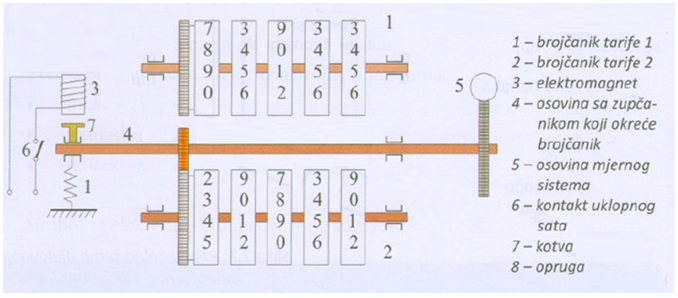 7 3 9 3 3
8 4 0 4 4
9 5 1 5 5
0 6 2 6 6
1
3
7
4
6
1
5
2 9 7 3 9
3 0 8 4 0
4 1 9 5 1
5 2 0 6 2
2
1 – brojčanik tarife 1
2 – brojčanik tarife 2
3 – elektromagnet
4 – osovina sa zupča-
nikom koji okreće
brojčanik
5 – osovina mjernog
sistema
6 – kontakt uklopnog
sata
7 – kotva
8 – opruga